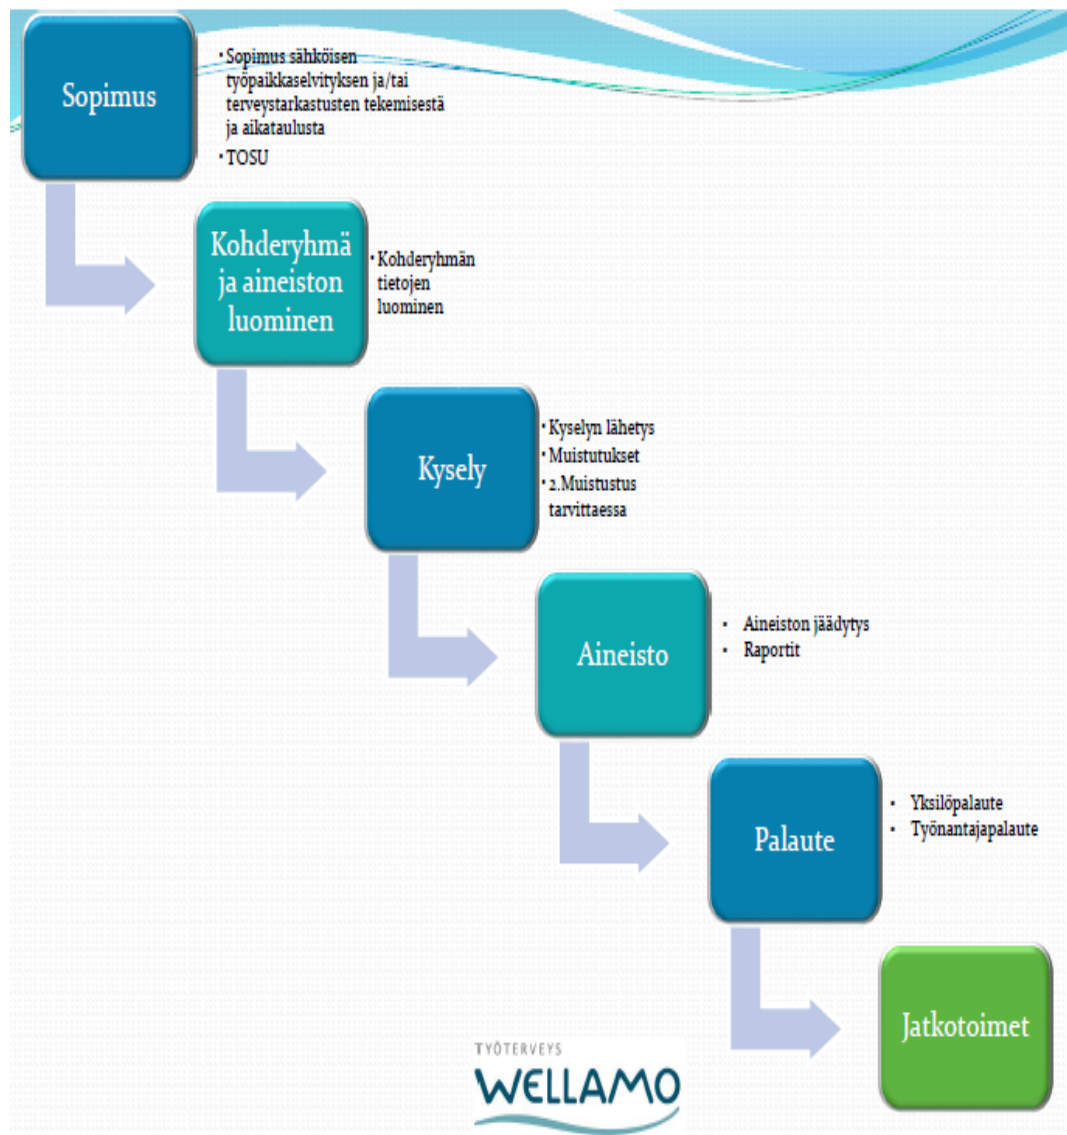 Sopimus
• Sopimus sähköisen
työpaikkaselvityksen ja/tai
terveystarkastusten tekemisestä
ja aikataulusta
• TOSU
Kohderyhmä
ja aineiston
luominen
• Kohderyhmän
tietojen
luominen
Kysely
• Kyselyn lähetys
• Muistutukset
• 2.Muistustus
tarvittaessa
Aineisto
• Aineiston jäädytys
• Raportit
Palaute
• Yksilöpalaute
• Työnantajapalaute
Jatkotoimet
TYÖTERVEYS
WELLAMO